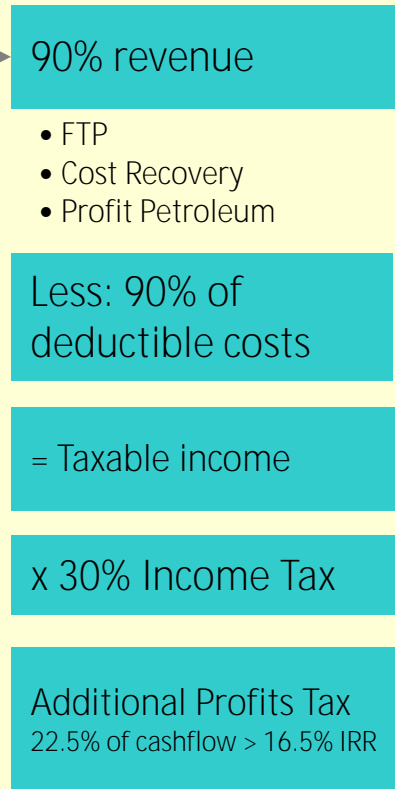 90% revenue
• FTP
• Cost Recovery
• Profit Petroleum
Less: 90% of
deductible costs
= Taxable income
x 30% Income Tax
Additional Profits Tax
22.5% of cashflow > 16.5% IRR